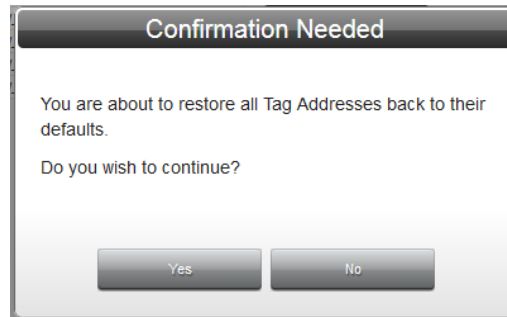 Confirmation Needed
You are about to restore all Tag Addresses back to their
defaults.
Do you wish to continue?
Yes
No